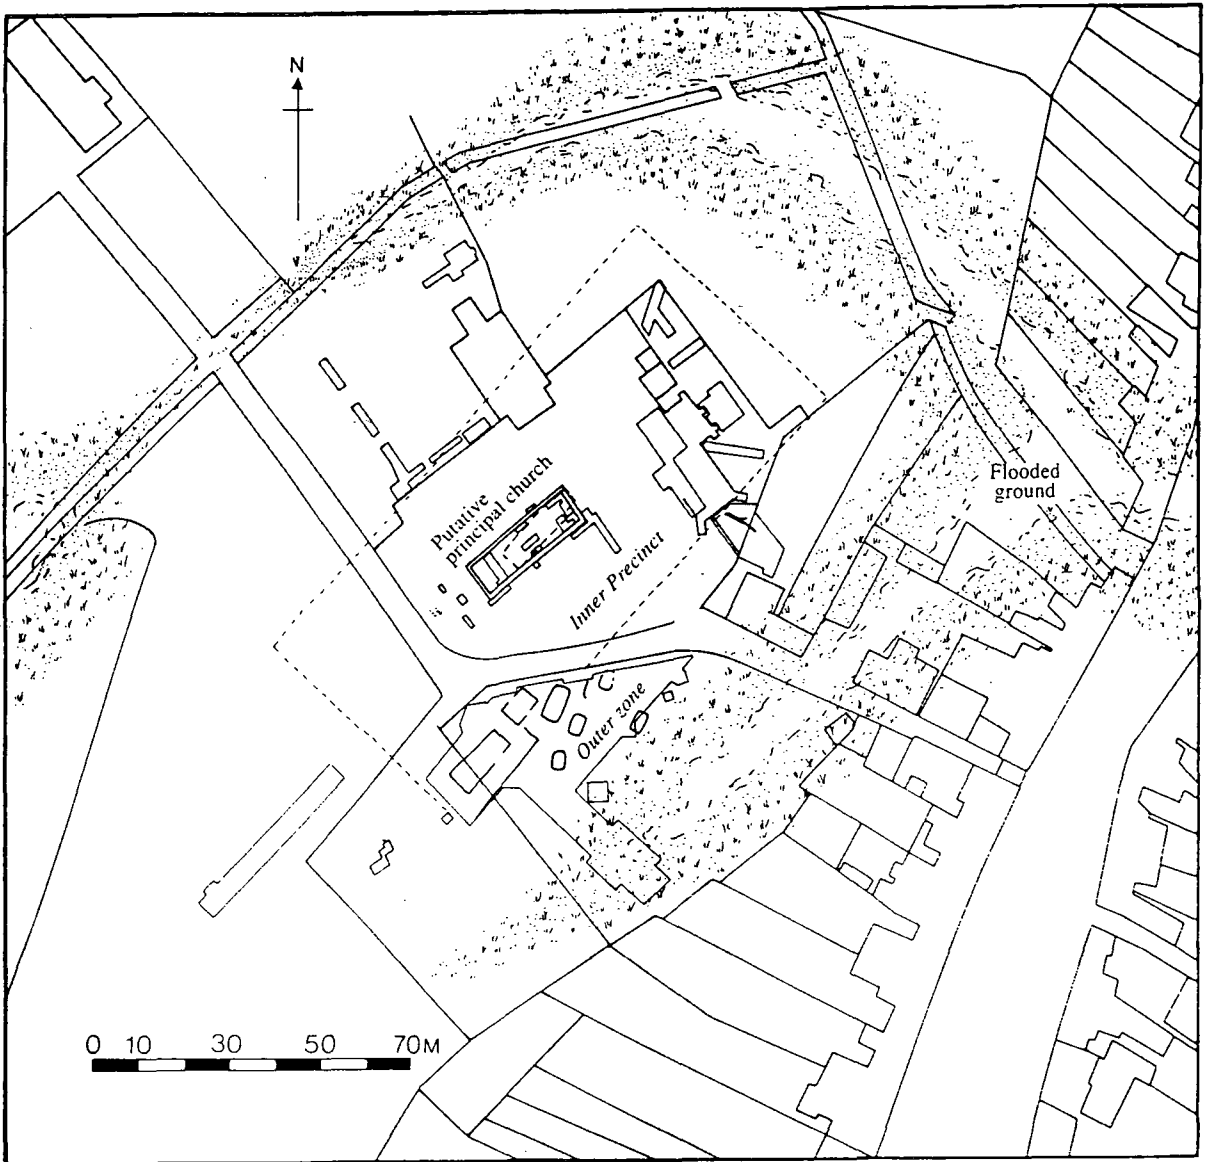 N
Putative
principal church
Inner Precinct
Flooded
ground
Outer zone
0 10 30 50 70M